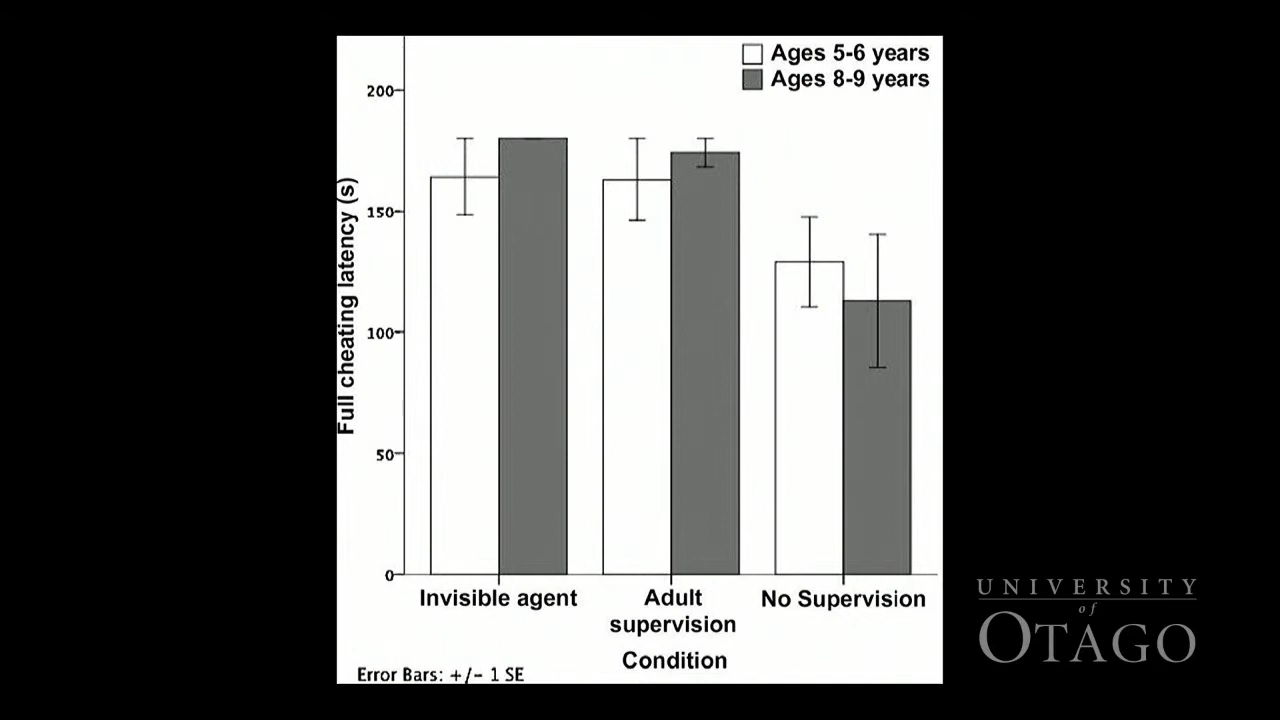 Ages 5-6 years
Ages 8-9 years
200
150
100
50
0
Full cheating latency (s)
Invisible agent
Adult
supervision
No Supervision
Condition
Error Bars: +/- 1 SE
UNIVERSITY
of
OTAGO